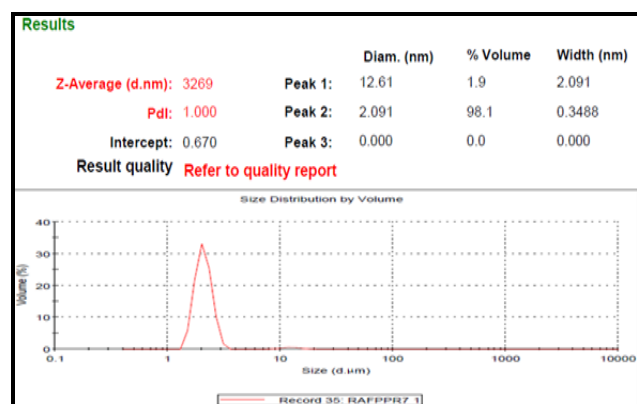 Results
Diam. (nm) % Volume Width (nm)
Z-Average (d.nm): 3269 Peak 1: 12.61 1.9 2.091
PdI: 1.000 Peak 2: 2.091 98.1 0.3488
Intercept: 0.670 Peak 3: 0.000 0.0 0.000
Result quality Refer to quality report
Size Distribution by Volume
Volume (%)
40
30
20
10
0
0.1 1 10 100 1000 10000
Size (d.µm)
Record 35: RAFPPR7 1